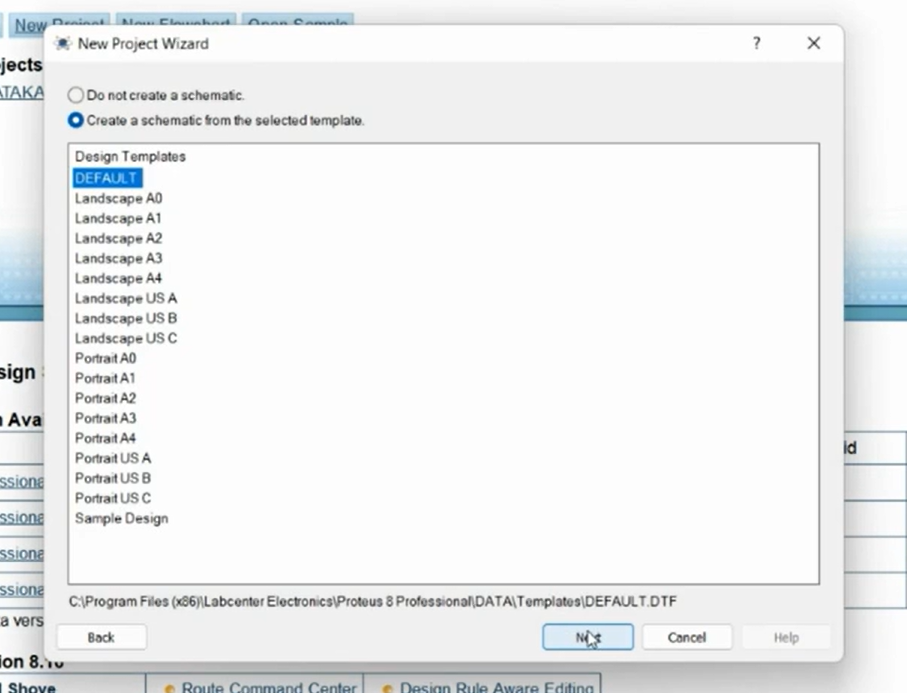 New Project New Flowchart Open Sample
New Project Wizard
?
jects
ATAKA
Do not create a schematic.
Create a schematic from the selected template.
Design Templates
DEFAULT
Landscape A0
Landscape A1
Landscape A2
Landscape A3
Landscape A4
Landscape US A
Landscape US B
Landscape US C
Portrait A0
Portrait A1
Portrait A2
Portrait A3
Portrait A4
Portrait US A
Portrait US B
Portrait US C
Sample Design
sign
Ava
id
ssiona
ssiona
ssiona
ssiona
C:\Program Files (x86)\Labcenter Electronics\Proteus 8 Professional\DATA\Templates\DEFAULT.DTF
a vers
Back Next Cancel Help
ion 8.10
Shove Route Command Center Design Rule Aware Editing